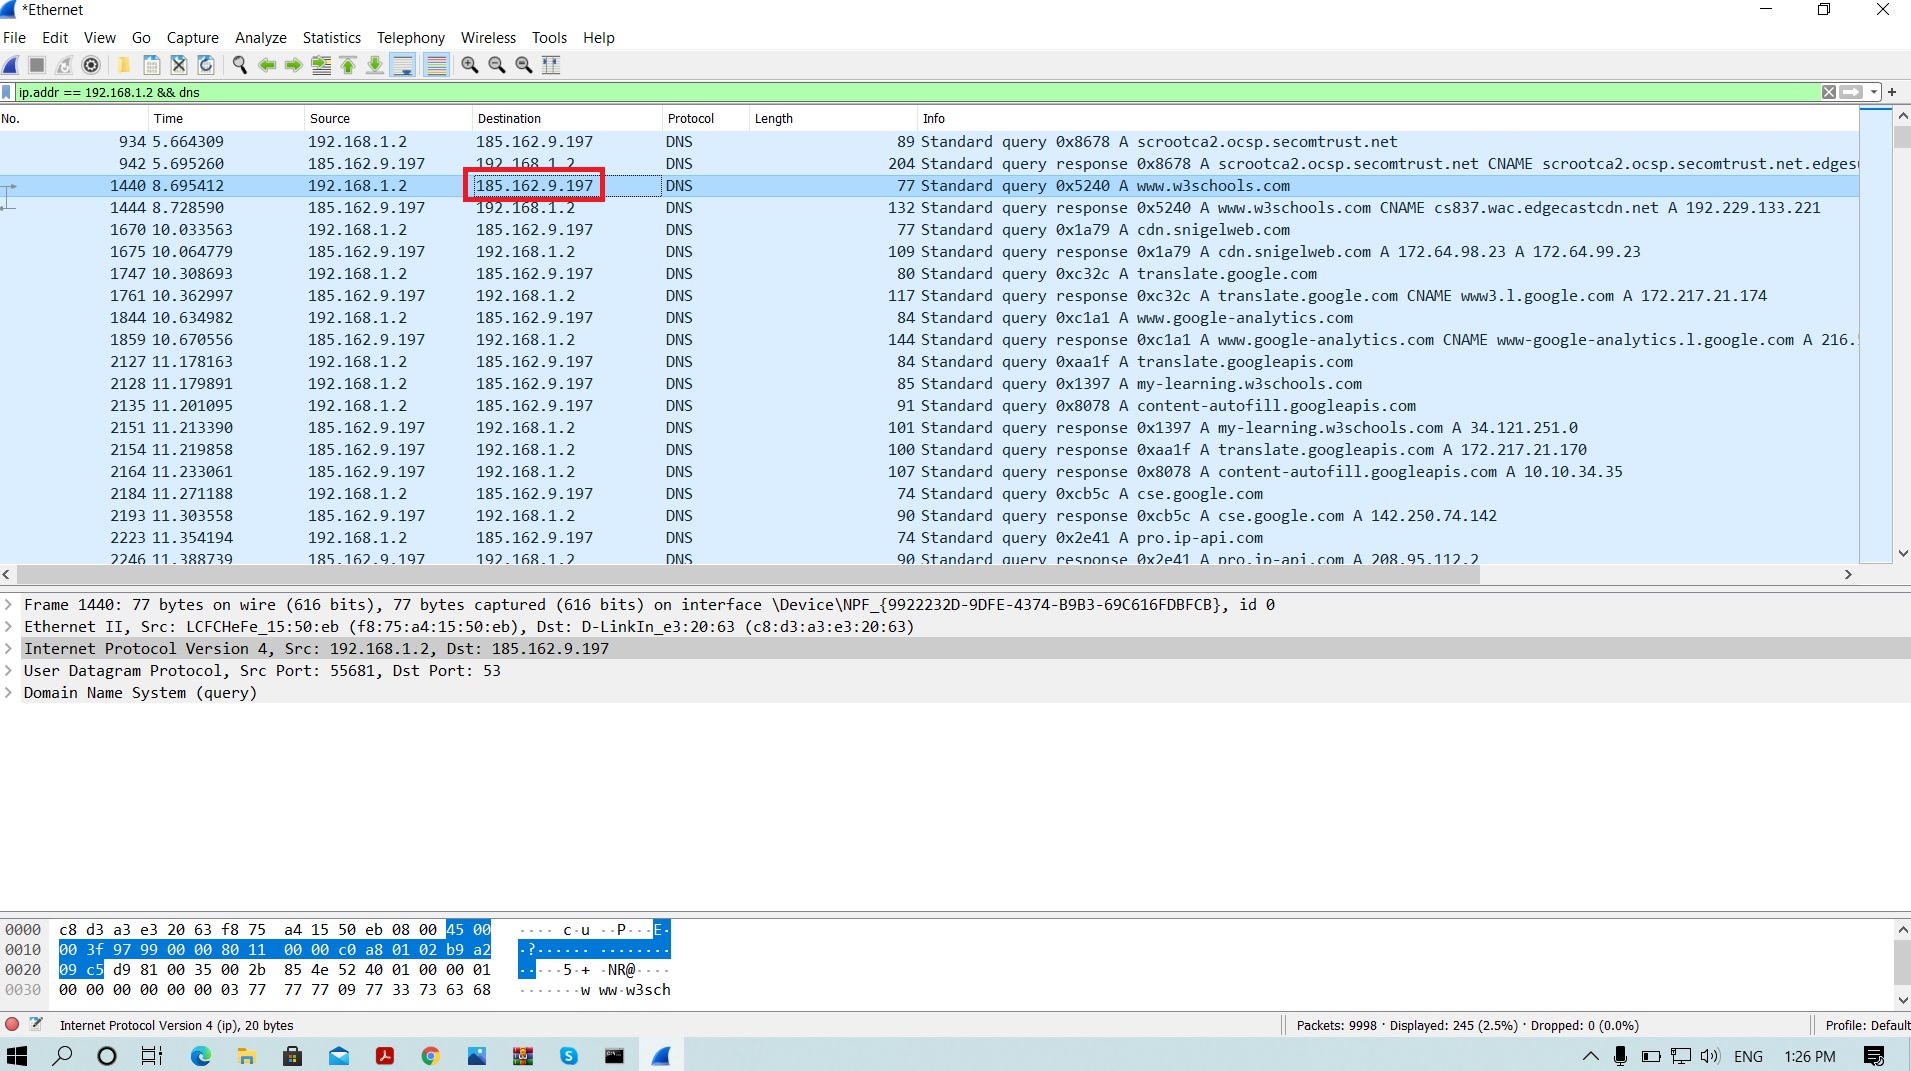 *Ethernet
File Edit View Go Capture Analyze Statistics Telephony Wireless Tools Help
ip.addr == 192.168.1.2 && dns
No. Time Source Destination Protocol Length Info
934 5.664309 192.168.1.2 185.162.9.197 DNS 89 Standard query 0x8678 A scrootca2.ocsp.secomtrust.net
942 5.695260 185.162.9.197 192.168.1.2 DNS 204 Standard query response 0x8678 A scrootca2.ocsp.secomtrust.net CNAME scrootca2.ocsp.secomtrust.net.edges
1440 8.695412 192.168.1.2 185.162.9.197 DNS 77 Standard query 0x5240 A www.w3schools.com
1444 8.728590 185.162.9.197 192.168.1.2 DNS 132 Standard query response 0x5240 A www.w3schools.com CNAME cs837.wac.edgecastcdn.net A 192.229.133.221
1670 10.033563 192.168.1.2 185.162.9.197 DNS 77 Standard query 0x1a79 A cdn.snigelweb.com
1675 10.064779 185.162.9.197 192.168.1.2 DNS 109 Standard query response 0x1a79 A cdn.snigelweb.com A 172.64.98.23 A 172.64.99.23
1747 10.308693 192.168.1.2 185.162.9.197 DNS 80 Standard query 0xc32c A translate.google.com
1761 10.362997 185.162.9.197 192.168.1.2 DNS 117 Standard query response 0xc32c A translate.google.com CNAME www3.l.google.com A 172.217.21.174
1844 10.634982 192.168.1.2 185.162.9.197 DNS 84 Standard query 0xc1a1 A www.google-analytics.com
1859 10.670556 185.162.9.197 192.168.1.2 DNS 144 Standard query response 0xc1a1 A www.google-analytics.com CNAME www-google-analytics.l.google.com A 216.
2127 11.178163 192.168.1.2 185.162.9.197 DNS 84 Standard query 0xaa1f A translate.googleapis.com
2128 11.179891 192.168.1.2 185.162.9.197 DNS 85 Standard query 0x1397 A my-learning.w3schools.com
2135 11.201095 192.168.1.2 185.162.9.197 DNS 91 Standard query 0x8078 A content-autofill.googleapis.com
2151 11.213390 185.162.9.197 192.168.1.2 DNS 101 Standard query response 0x1397 A my-learning.w3schools.com A 34.121.251.0
2154 11.219858 185.162.9.197 192.168.1.2 DNS 100 Standard query response 0xaa1f A translate.googleapis.com A 172.217.21.170
2164 11.233061 185.162.9.197 192.168.1.2 DNS 107 Standard query response 0x8078 A content-autofill.googleapis.com A 10.10.34.35
2184 11.271188 192.168.1.2 185.162.9.197 DNS 74 Standard query 0xcb5c A cse.google.com
2193 11.303558 185.162.9.197 192.168.1.2 DNS 90 Standard query response 0xcb5c A cse.google.com A 142.250.74.142
2223 11.354194 192.168.1.2 185.162.9.197 DNS 74 Standard query 0x2e41 A pro.ip-api.com
2246 11.388739 185.162.9.197 192.168.1.2 DNS 90 Standard query response 0x2e41 A pro.ip-api.com A 208.95.112.2
Frame 1440: 77 bytes on wire (616 bits), 77 bytes captured (616 bits) on interface \Device\NPF_{9922232D-9DFE-4374-B9B3-69C616FDBFCB}, id 0
Ethernet II, Src: LCFCHeFe_15:50:eb (f8:75:a4:15:50:eb), Dst: D-LinkIn_e3:20:63 (c8:d3:a3:e3:20:63)
Internet Protocol Version 4, Src: 192.168.1.2, Dst: 185.162.9.197
User Datagram Protocol, Src Port: 55681, Dst Port: 53
Domain Name System (query)
0000 c8 d3 a3 e3 20 63 f8 75 a4 15 50 eb 08 00 45 00 ···· c·u ··P···E·
0010 00 3f 97 99 00 00 80 11 00 00 c0 a8 01 02 b9 a2 ·?······ ········
0020 09 c5 d9 81 00 35 00 2b 85 4e 52 40 01 00 00 01 ·····5·+ ·NR@····
0030 00 00 00 00 00 00 03 77 77 77 09 77 33 73 63 68 ·······w ww·w3sch
Internet Protocol Version 4 (ip), 20 bytes Packets: 9998 · Displayed: 245 (2.5%) · Dropped: 0 (0.0%) Profile: Default
ENG 1:26 PM